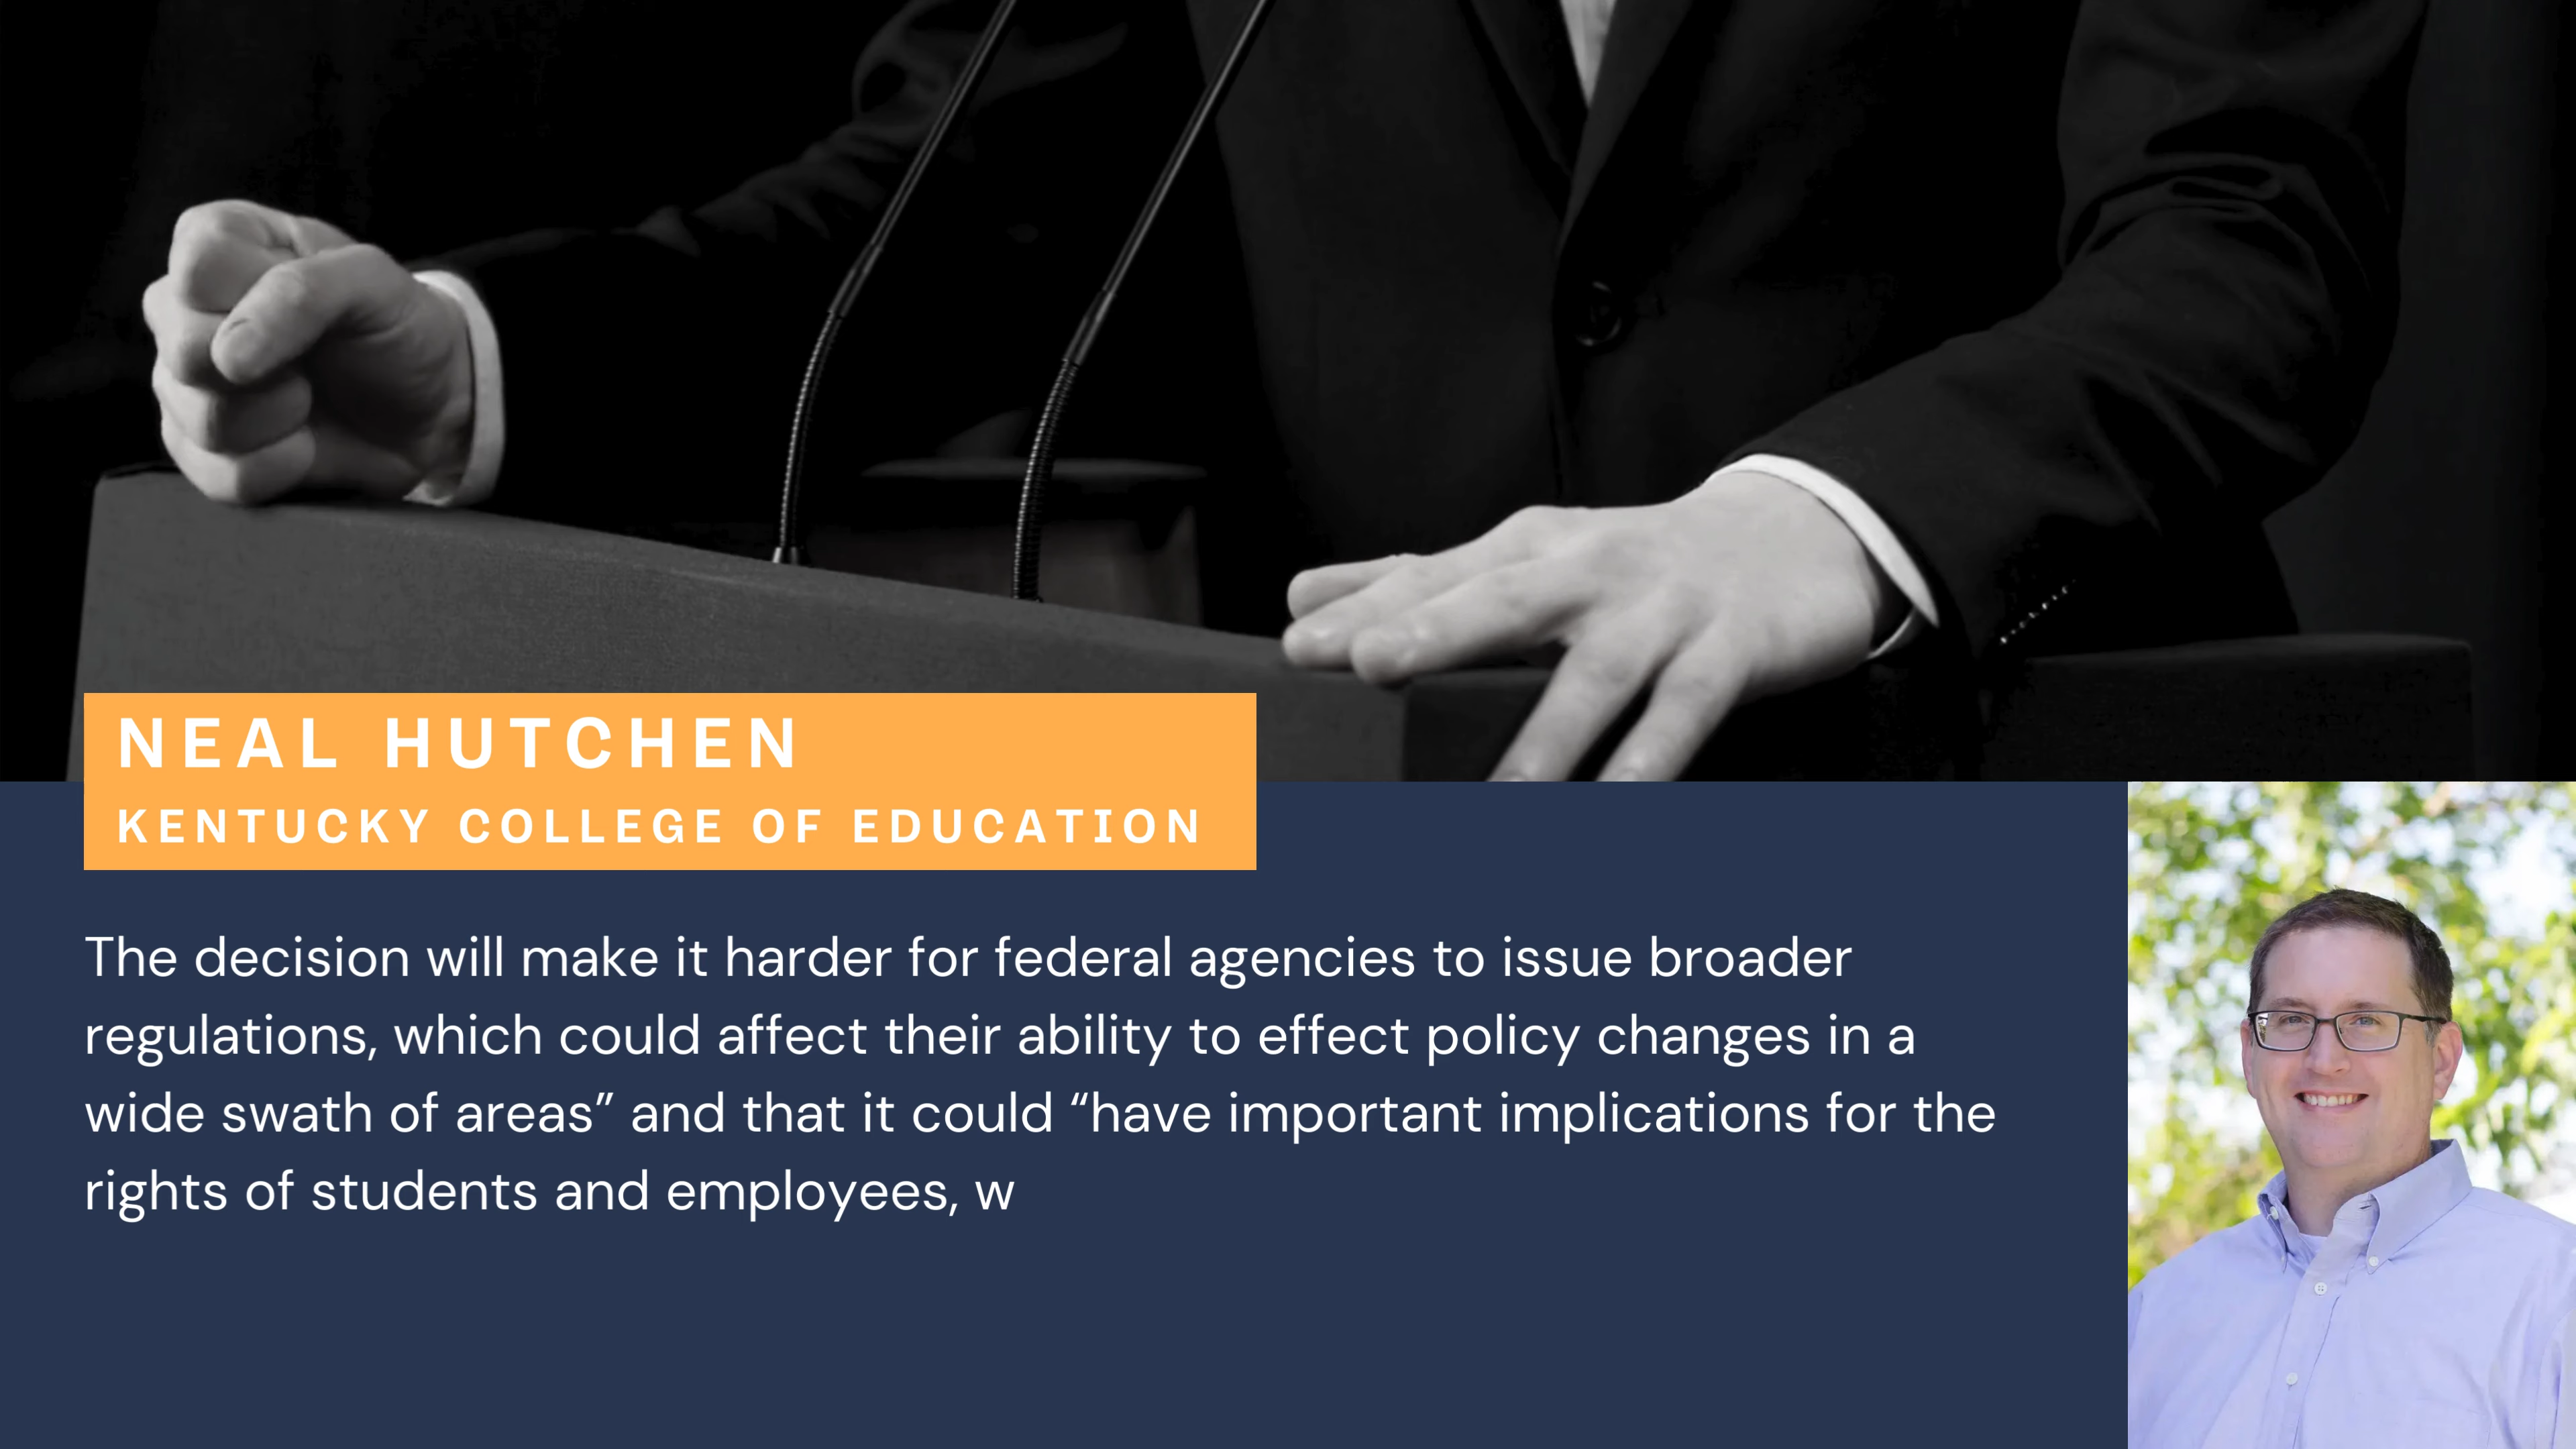 NEAL HUTCHEN
KENTUCKY COLLEGE OF EDUCATION
The decision will make it harder for federal agencies to issue broader
regulations, which could affect their ability to effect policy changes in a
wide swath of areas” and that it could “have important implications for the
rights of students and employees, w